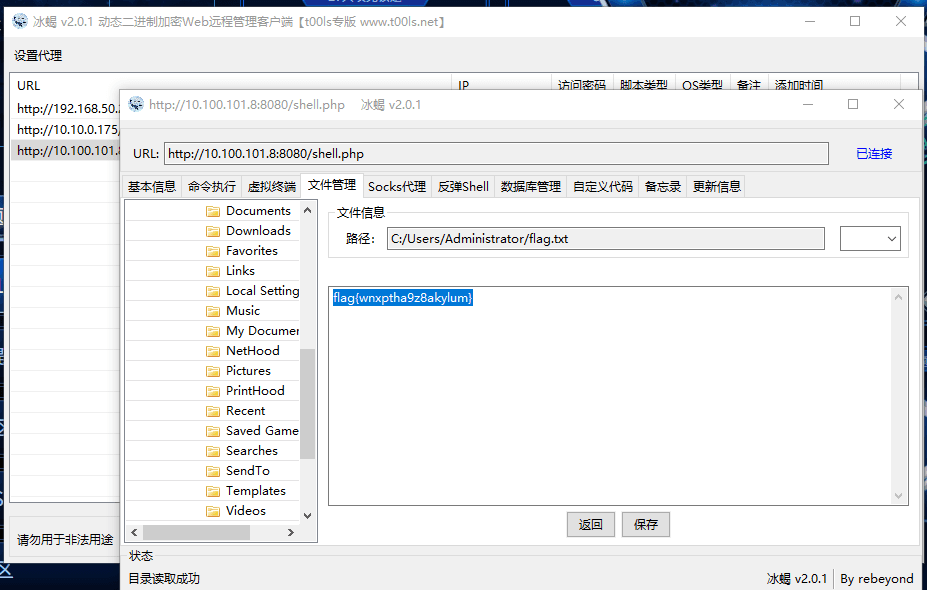 冰蝎 v2.0.1 动态二进制加密Web远程管理客户端【t00ls专版 www.t00ls.net】
设置代理
URL IP 访问密码 脚本类型 OS类型 备注 添加时间
http://192.168.50.
http://10.10.0.175/
http://10.100.101.8
http://10.100.101.8:8080/shell.php 冰蝎 v2.0.1
URL: http://10.100.101.8:8080/shell.php 已连接
基本信息 命令执行 虚拟终端 文件管理 Socks代理 反弹Shell 数据库管理 自定义代码 备忘录 更新信息
Documents
Downloads
Favorites
Links
Local Setting
Music
My Documen
NetHood
Pictures
PrintHood
Recent
Saved Game
Searches
SendTo
Templates
Videos
文件信息
路径: C:/Users/Administrator/flag.txt
flag{wnxptha9z8akylum}
返回 保存
请勿用于非法用途
状态
目录读取成功 冰蝎 v2.0.1 By rebeyond